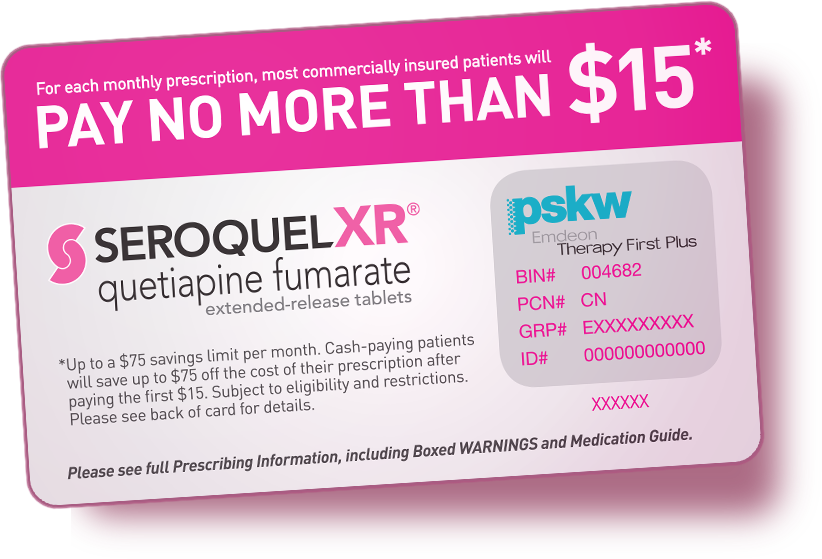 For each monthly prescription, most commercially insured patients will
PAY NO MORE THAN $15*
SEROQUEL XR®
quetiapine fumarate
extended-release tablets
pskw
Emdeon
Therapy First Plus
BIN# 004682
PCN# CN
GRP# EXXXXXXXXX
ID# 000000000000
XXXXXX
*Up to a $75 savings limit per month. Cash-paying patients
will save up to $75 off the cost of their prescription after
paying the first $15. Subject to eligibility and restrictions.
Please see back of card for details.
Please see full Prescribing Information, including Boxed WARNINGS and Medication Guide.